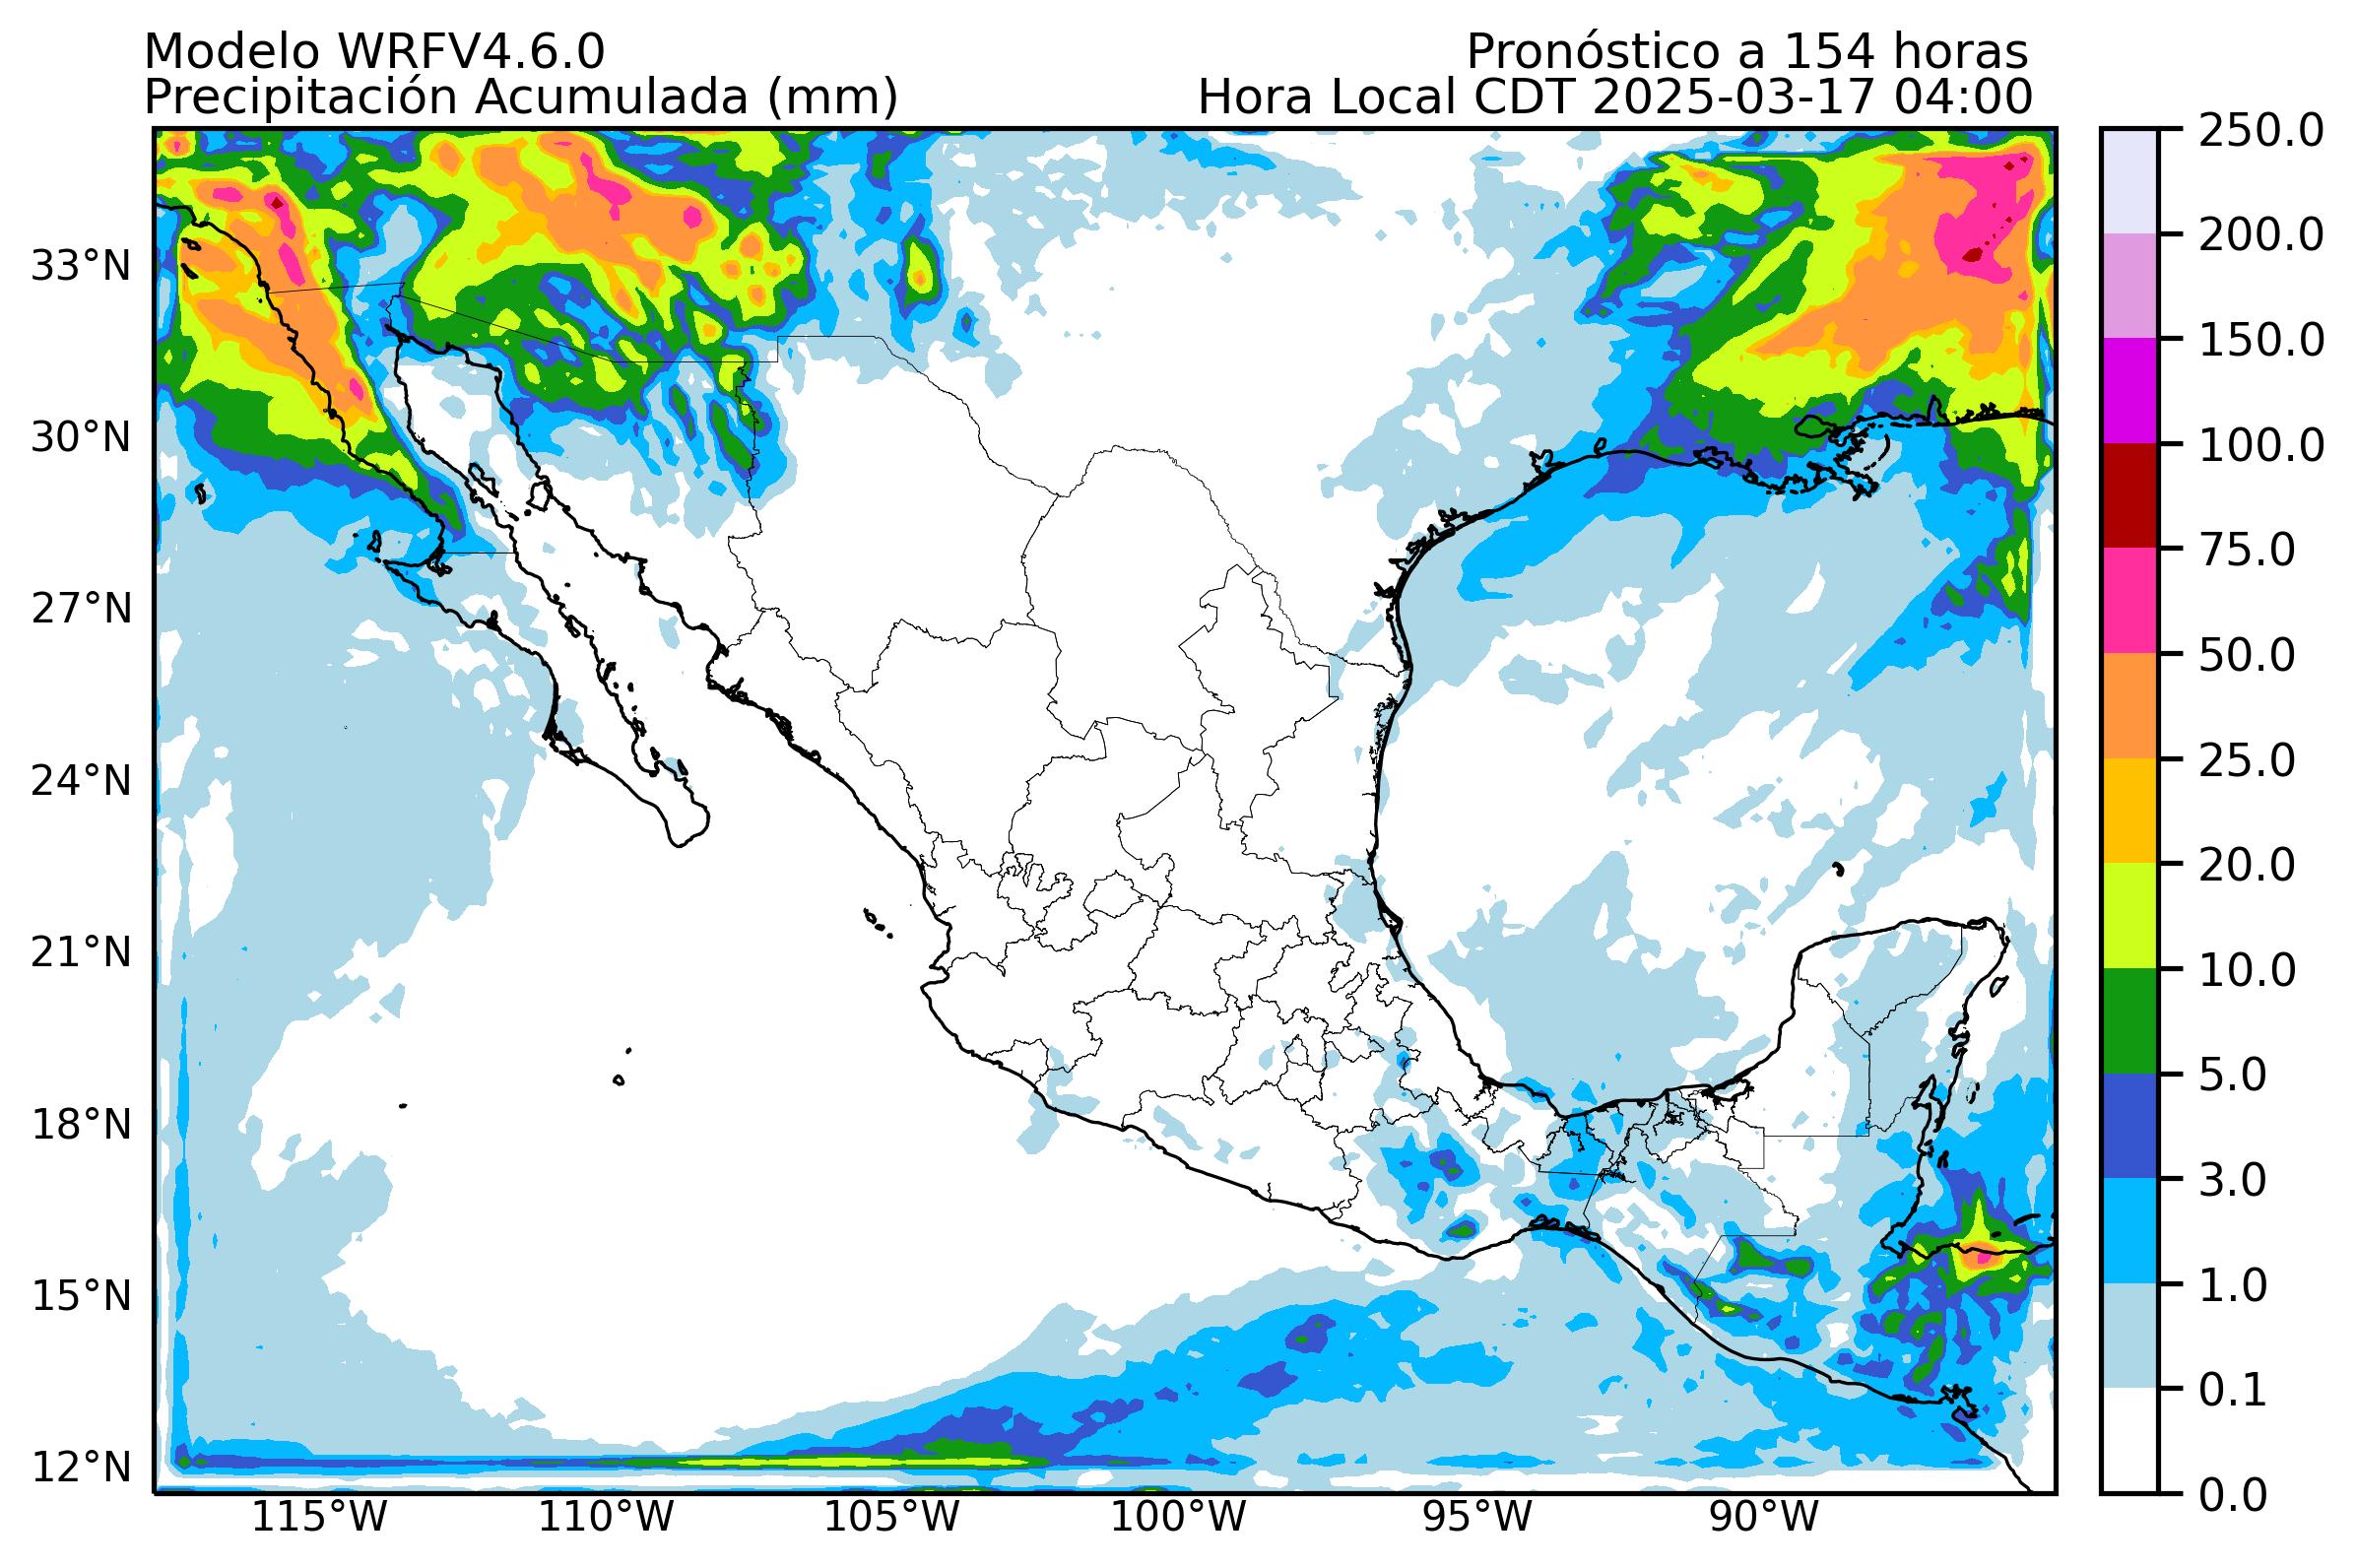 Modelo WRFV4.6.0
Pronóstico a 154 horas
Precipitación Acumulada (mm)
Hora Local CDT 2025-03-17 04:00
33°N
30°N
27°N
24°N
21°N
18°N
15°N
12°N
115°W
110°W
105°W
100°W
95°W
90°W
250.0
200.0
150.0
100.0
75.0
50.0
25.0
20.0
10.0
5.0
3.0
1.0
0.1
0.0